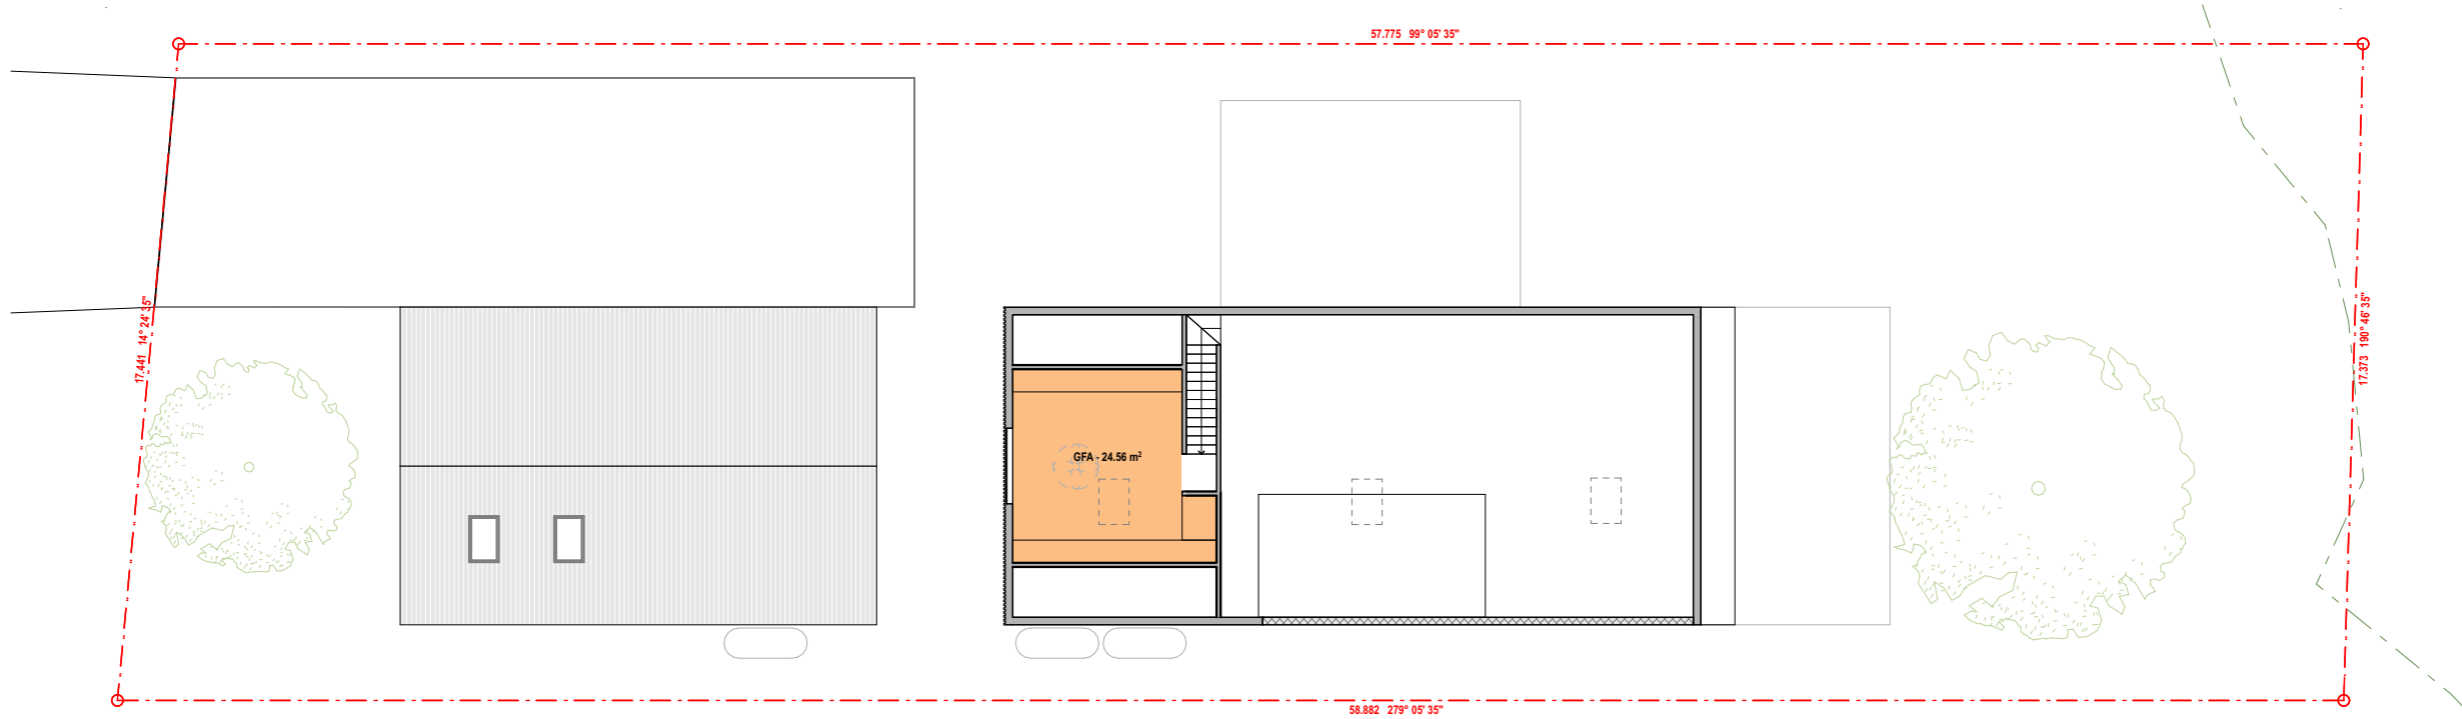 57.775 99° 05' 35"
17.441 14° 24' 35"
17.373 190° 46' 35"
GFA - 24.56 m²
58.882 279° 05' 35"